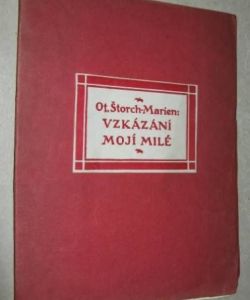 Ot. Štorch-Marien:
VZKÁZÁNÍ
MOJÍ MILÉ